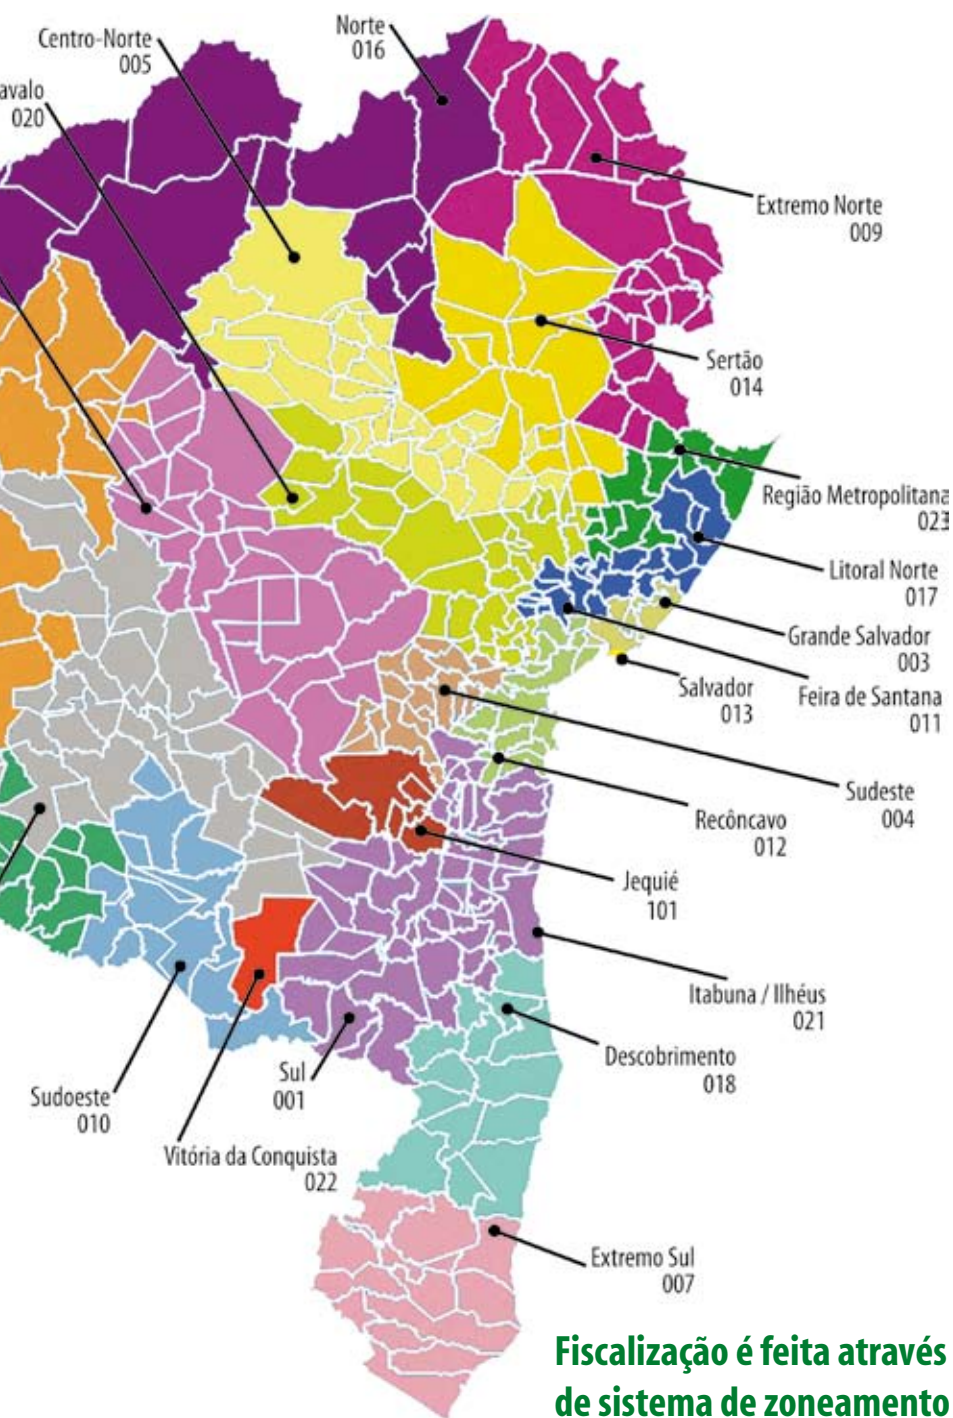 Norte
016
Centro-Norte
005
avalo
020
Extremo Norte
009
Sertão
014
Região Metropolitana
023
Litoral Norte
017
Grande Salvador
003
Feira de Santana
011
Salvador
013
Sudeste
004
Recôncavo
012
Jequié
101
Itabuna / Ilhéus
021
Descobrimento
018
Sul
001
Sudoeste
010
Vitória da Conquista
022
Extremo Sul
007
Fiscalização é feita através
de sistema de zoneamento